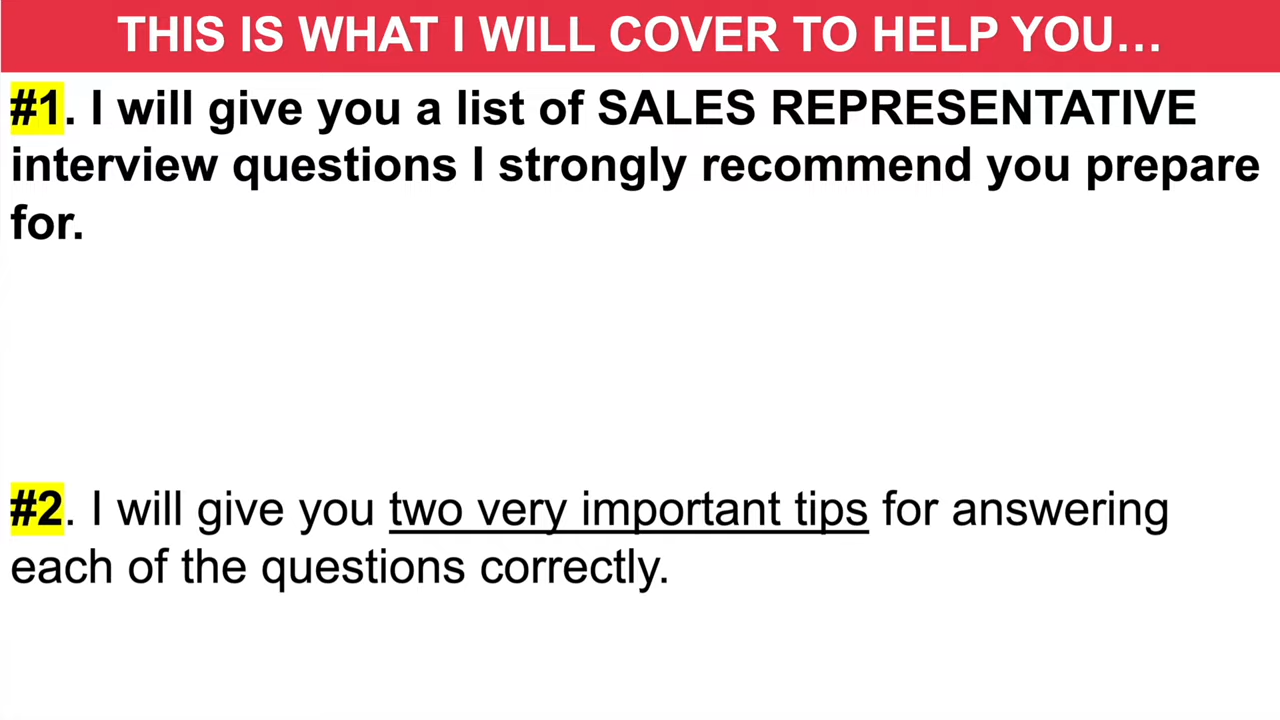 THIS IS WHAT I WILL COVER TO HELP YOU…
#1. I will give you a list of SALES REPRESENTATIVE
interview questions I strongly recommend you prepare
for.
#2. I will give you two very important tips for answering
each of the questions correctly.